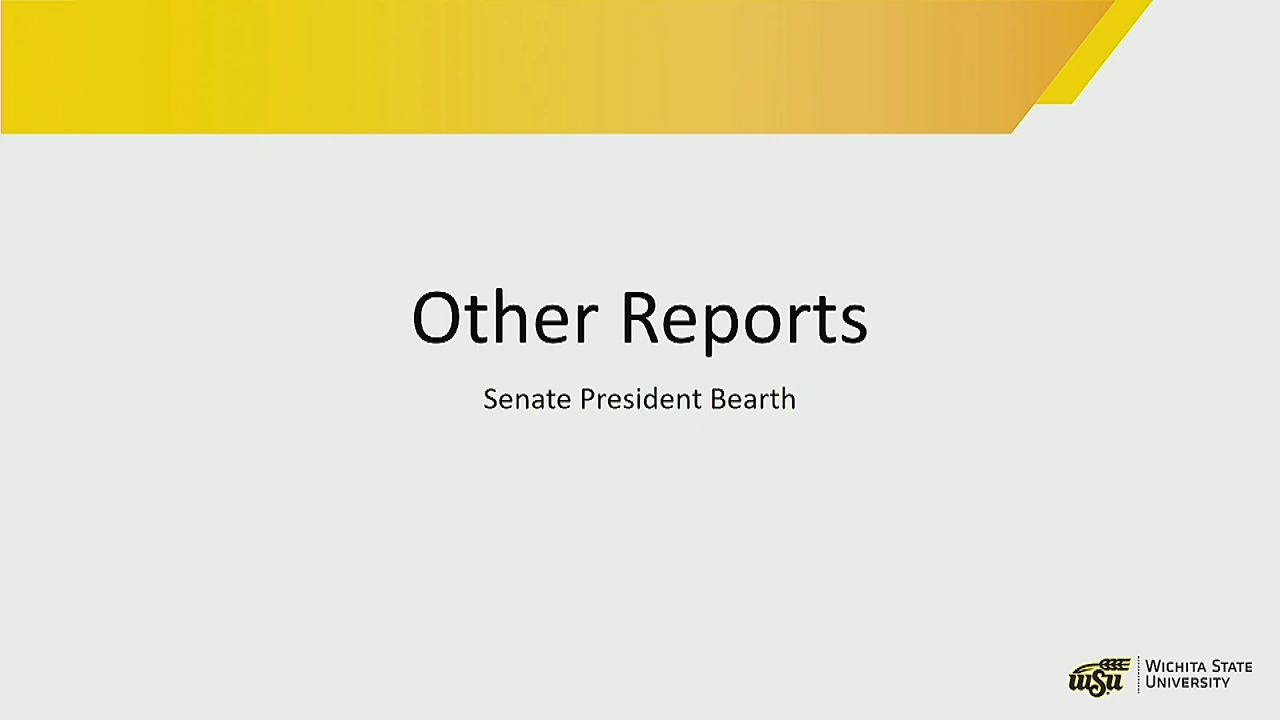 Other Reports
Senate President Bearth
wsu
WICHITA STATE
UNIVERSITY